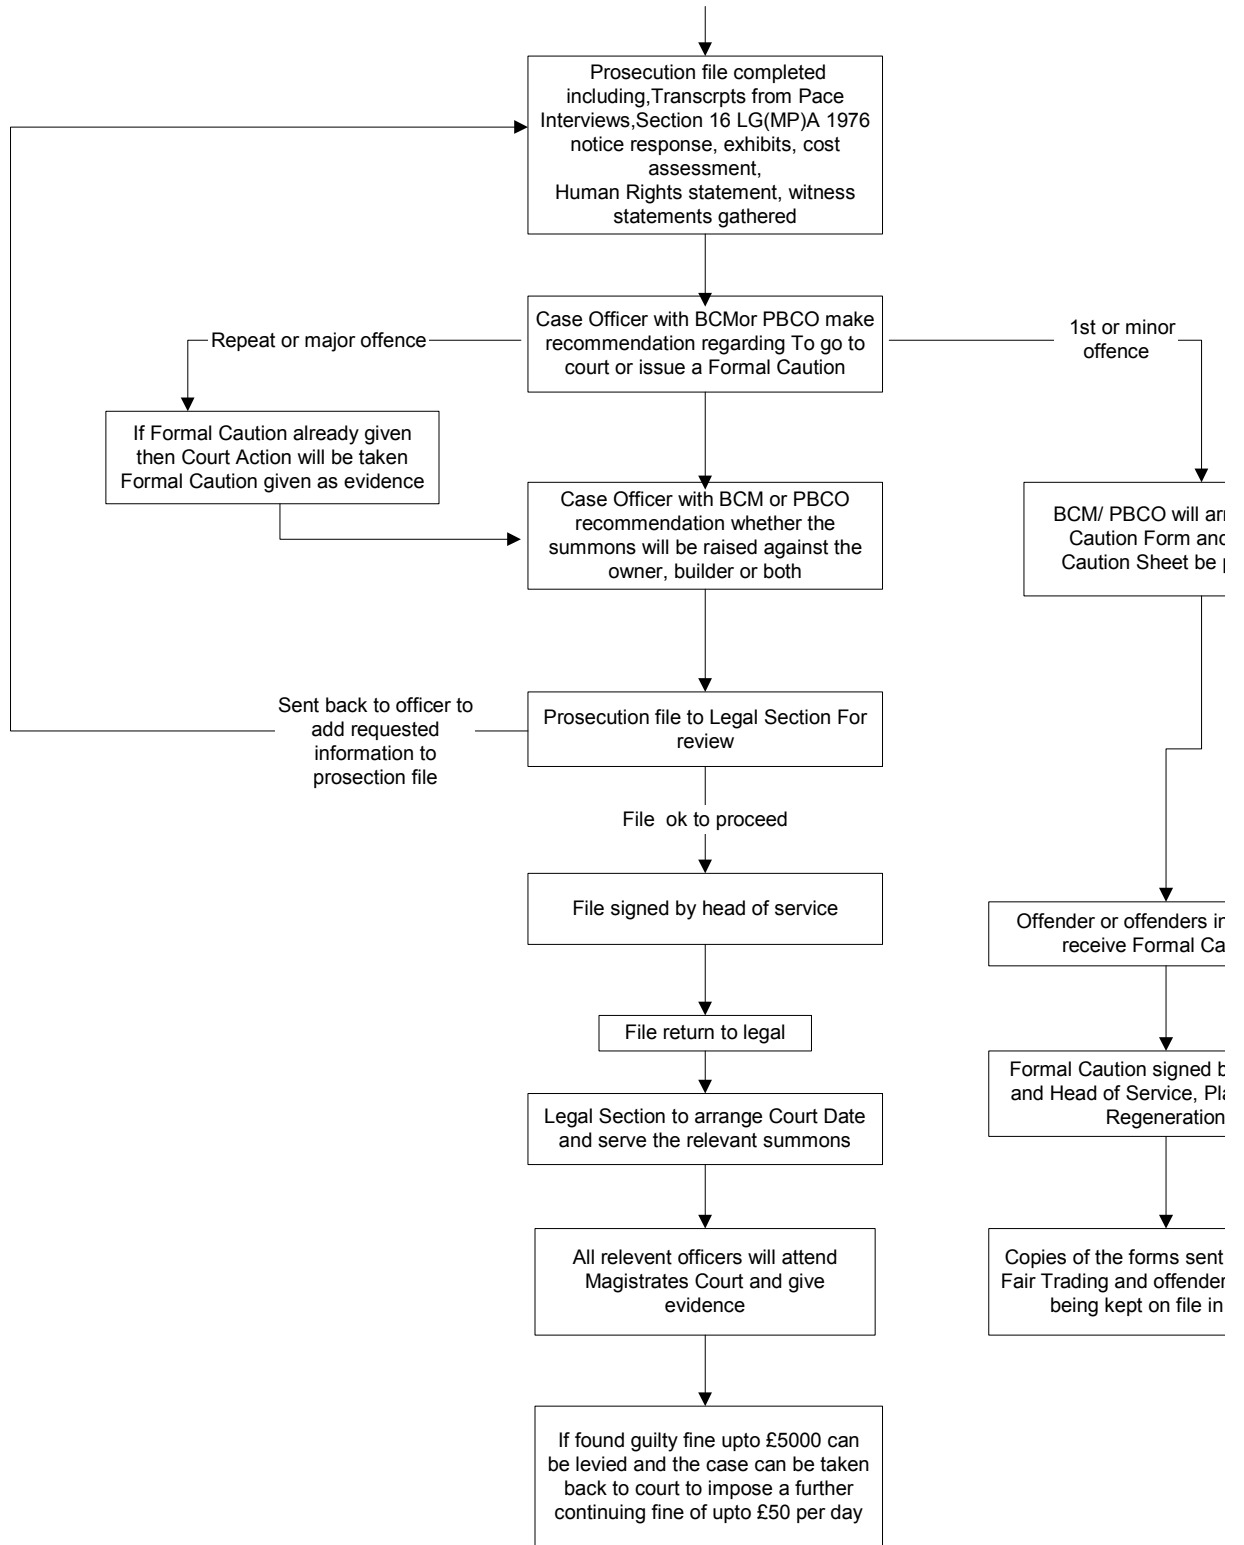 Prosecution file completed
including,Transcrpts from Pace
Interviews,Section 16 LG(MP)A 1976
notice response, exhibits, cost
assessment,
Human Rights statement, witness
statements gathered
Case Officer with BCMor PBCO make
recommendation regarding To go to
court or issue a Formal Caution
Repeat or major offence
1st or minor
offence
If Formal Caution already given
then Court Action will be taken
Formal Caution given as evidence
Case Officer with BCM or PBCO
recommendation whether the
summons will be raised against the
owner, builder or both
BCM/ PBCO will
Caution Form and
Caution Sheet be
Sent back to officer to
add requested
information to
prosection file
Prosecution file to Legal Section For
review
File ok to proceed
File signed by head of service
Offender or offenders
receive Formal
File return to legal
Formal Caution signed
and Head of Service,
Regeneration
Legal Section to arrange Court Date
and serve the relevant summons
All relevent officers will attend
Magistrates Court and give
evidence
Copies of the forms sent
Fair Trading and offender
being kept on file in
If found guilty fine upto £5000 can
be levied and the case can be taken
back to court to impose a further
continuing fine of upto £50 per day